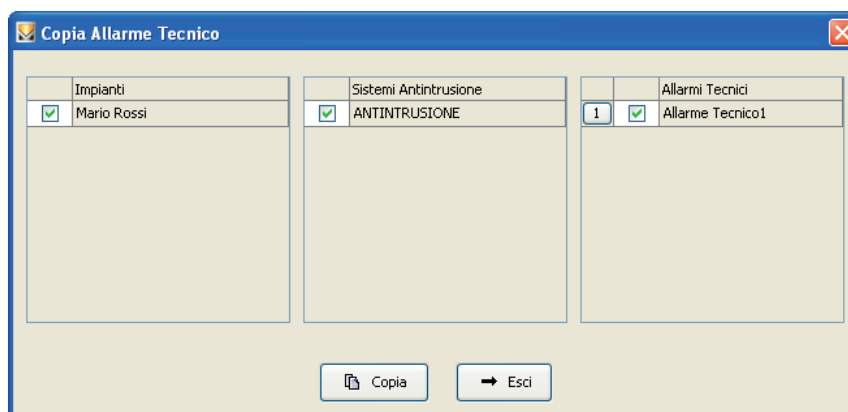 Copia Allarme Tecnico
Impianti
Mario Rossi
Sistemi Antintrusione
ANTINTRUSIONE
Allarmi Tecnici
1 Allarme Tecnico1
Copia
Esci